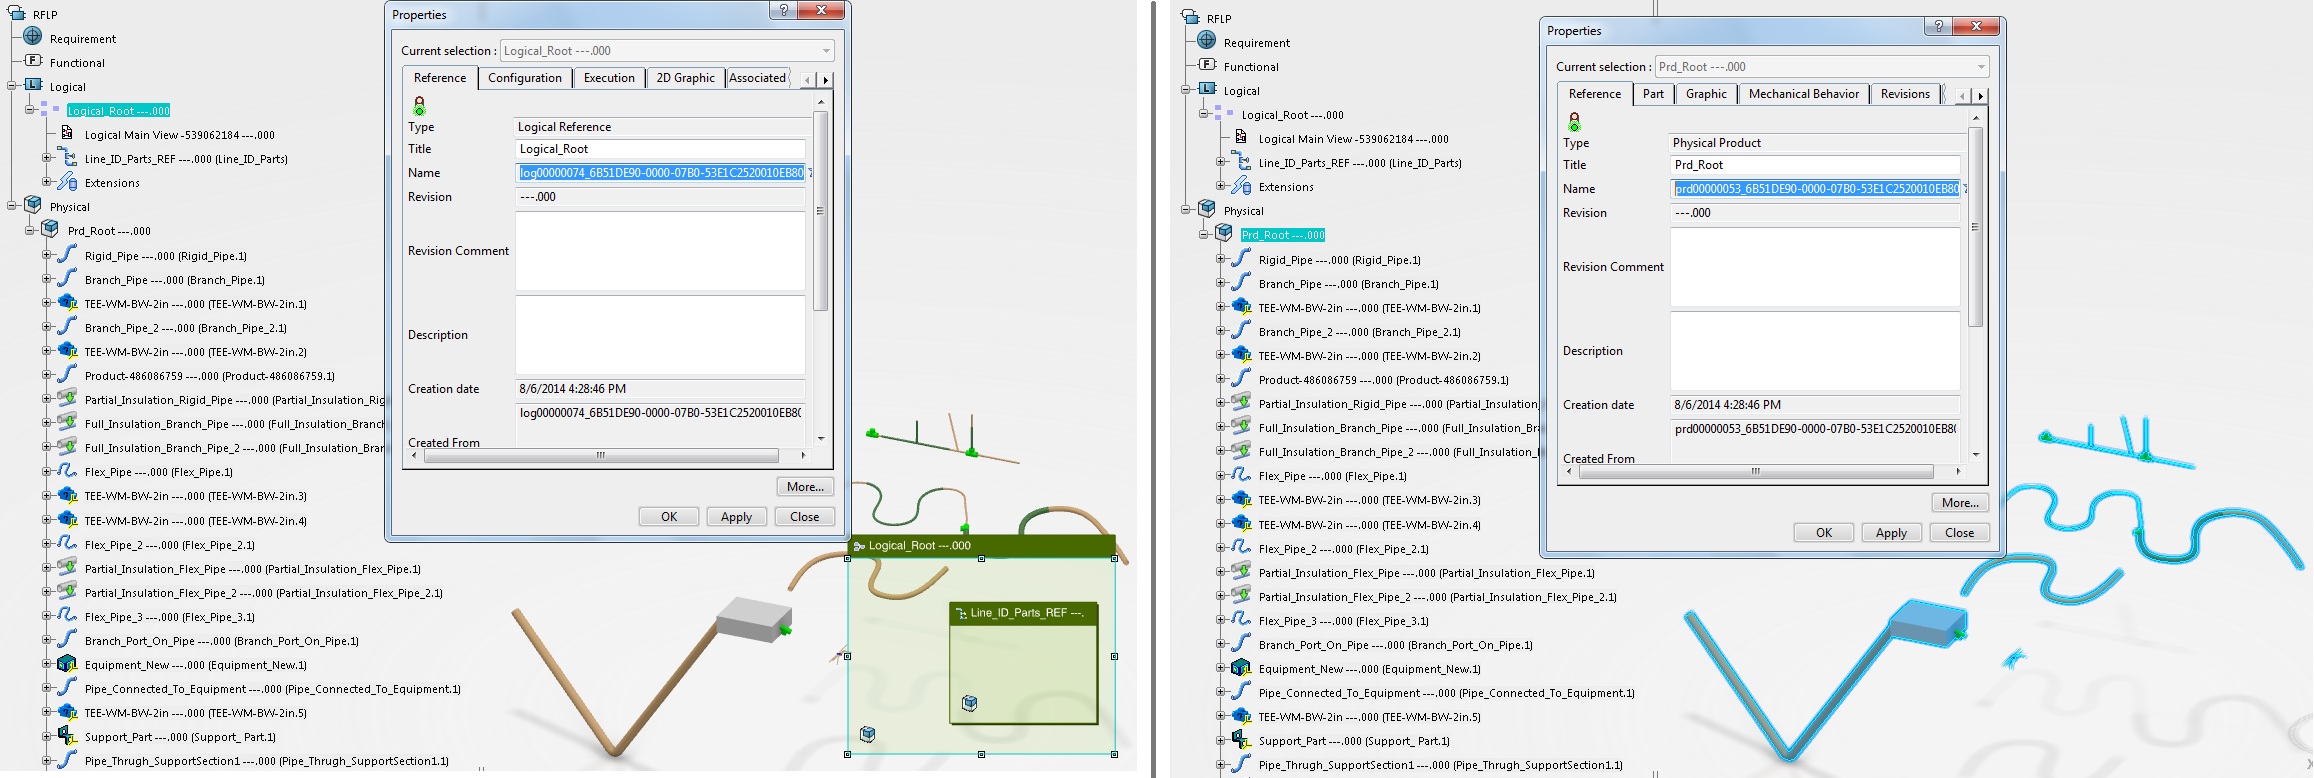 RFLP
Requirement
Functional
Logical
Logical_Root ---.000
Logical Main View -539062184 ---.000
Line_ID_Parts_REF ---.000 (Line_ID_Parts)
Extensions
Physical
Prd_Root ---.000
Rigid_Pipe ---.000 (Rigid_Pipe.1)
Branch_Pipe ---.000 (Branch_Pipe.1)
TEE-WM-BW-2in ---.000 (TEE-WM-BW-2in.1)
Branch_Pipe_2 ---.000 (Branch_Pipe_2.1)
TEE-WM-BW-2in ---.000 (TEE-WM-BW-2in.2)
Product-486086759 ---.000 (Product-486086759.1)
Partial_Insulation_Rigid_Pipe ---.000 (Partial_Insulation_Rig
Full_Insulation_Branch_Pipe ---.000 (Full_Insulation_Branc
Full_Insulation_Branch_Pipe_2 ---.000 (Full_Insulation_Bra
Flex_Pipe ---.000 (Flex_Pipe.1)
TEE-WM-BW-2in ---.000 (TEE-WM-BW-2in.3)
TEE-WM-BW-2in ---.000 (TEE-WM-BW-2in.4)
Flex_Pipe_2 ---.000 (Flex_Pipe_2.1)
Partial_Insulation_Flex_Pipe ---.000 (Partial_Insulation_Flex_Pipe.1)
Partial_Insulation_Flex_Pipe_2 ---.000 (Partial_Insulation_Flex_Pipe_2.1)
Flex_Pipe_3 ---.000 (Flex_Pipe_3.1)
Branch_Port_On_Pipe ---.000 (Branch_Port_On_Pipe.1)
Equipment_New ---.000 (Equipment_New.1)
Pipe_Connected_To_Equipment ---.000 (Pipe_Connected_To_Equipment.1)
TEE-WM-BW-2in ---.000 (TEE-WM-BW-2in.5)
Support_Part ---.000 (Support_ Part.1)
Pipe_Thrugh_SupportSection1 ---.000 (Pipe_Thrugh_SupportSection1.1)
Properties
Current selection : Logical_Root ---.000
Reference Configuration Execution 2D Graphic Associated
Type Logical Reference
Title Logical_Root
Name log00000074_6B51DE90-0000-07B0-53E1C2520010EB80
Revision ---.000
Revision Comment
Description
Creation date 8/6/2014 4:28:46 PM
log00000074_6B51DE90-0000-07B0-53E1C2520010EB8(
Created From
More...
OK Apply Close
Logical_Root ---.000
Line_ID_Parts_REF ---.
RFLP
Requirement
Functional
Logical
Logical_Root ---.000
Logical Main View -539062184 ---.000
Line_ID_Parts_REF ---.000 (Line_ID_Parts)
Extensions
Physical
Prd_Root ---.000
Rigid_Pipe ---.000 (Rigid_Pipe.1)
Branch_Pipe ---.000 (Branch_Pipe.1)
TEE-WM-BW-2in ---.000 (TEE-WM-BW-2in.1)
Branch_Pipe_2 ---.000 (Branch_Pipe_2.1)
TEE-WM-BW-2in ---.000 (TEE-WM-BW-2in.2)
Product-486086759 ---.000 (Product-486086759.1)
Partial_Insulation_Rigid_Pipe ---.000 (Partial_Insulation_
Full_Insulation_Branch_Pipe ---.000 (Full_Insulation_Bra
Full_Insulation_Branch_Pipe_2 ---.000 (Full_Insulation_
Flex_Pipe ---.000 (Flex_Pipe.1)
TEE-WM-BW-2in ---.000 (TEE-WM-BW-2in.3)
TEE-WM-BW-2in ---.000 (TEE-WM-BW-2in.4)
Flex_Pipe_2 ---.000 (Flex_Pipe_2.1)
Partial_Insulation_Flex_Pipe ---.000 (Partial_Insulation_Flex_Pipe.1)
Partial_Insulation_Flex_Pipe_2 ---.000 (Partial_Insulation_Flex_Pipe_2.1)
Flex_Pipe_3 ---.000 (Flex_Pipe_3.1)
Branch_Port_On_Pipe ---.000 (Branch_Port_On_Pipe.1)
Equipment_New ---.000 (Equipment_New.1)
Pipe_Connected_To_Equipment ---.000 (Pipe_Connected_To_Equipment.1)
TEE-WM-BW-2in ---.000 (TEE-WM-BW-2in.5)
Support_Part ---.000 (Support_ Part.1)
Pipe_Thrugh_SupportSection1 ---.000 (Pipe_Thrugh_SupportSection1.1)
Properties
Current selection : Prd_Root ---.000
Reference Part Graphic Mechanical Behavior Revisions
Type Physical Product
Title Prd_Root
Name prd00000053_6B51DE90-0000-07B0-53E1C2520010EB80
Revision ---.000
Revision Comment
Description
Creation date 8/6/2014 4:28:46 PM
prd00000053_6B51DE90-0000-07B0-53E1C2520010EB8(
Created From
More...
OK Apply Close